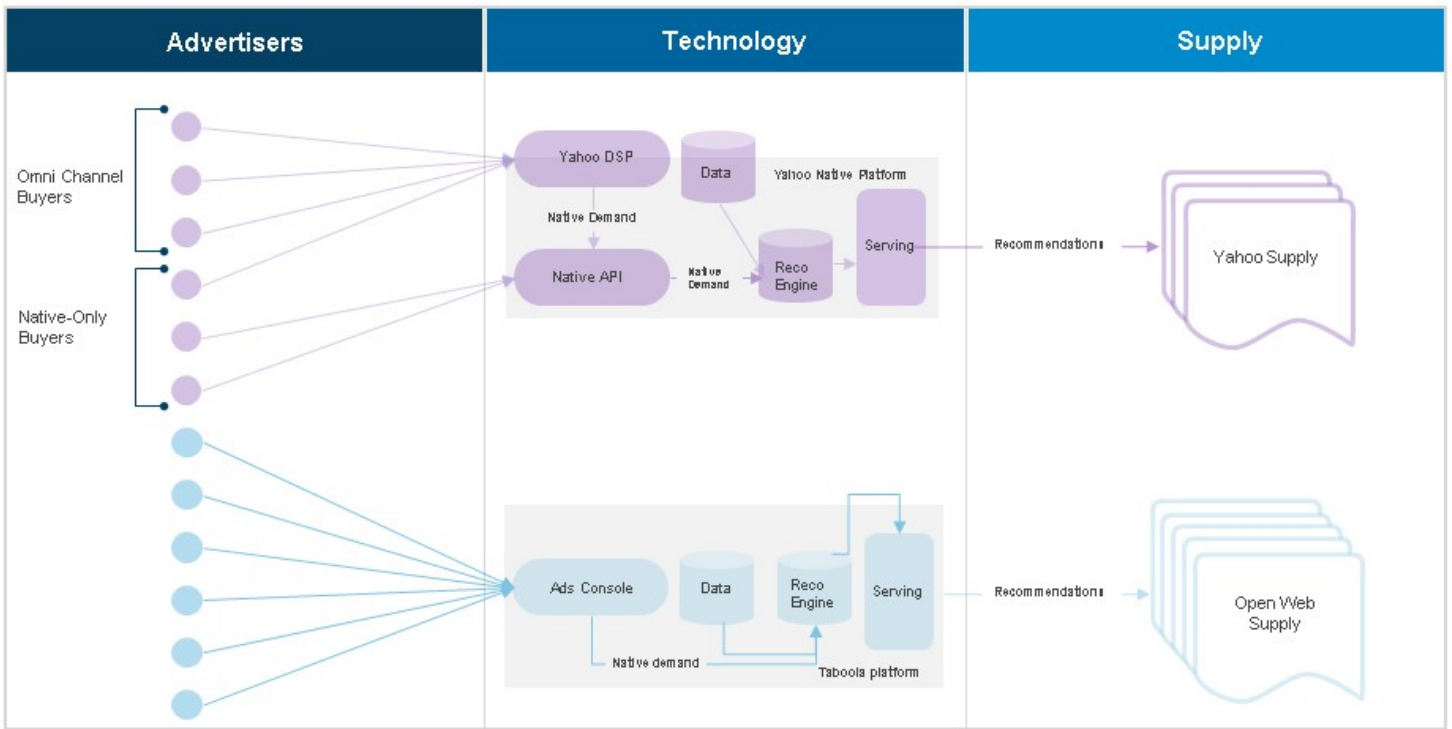 Advertisers
Technology
Supply
Omni Channel
Buyers
Native-Only
Buyers
Yahoo DSP
Data
Yahoo Native Platform
Native Demand
Native API
Native
Demand
Reco
Engine
Serving
Recommendations
Yahoo Supply
Ads Console
Data
Reco
Engine
Serving
Native demand
Taboola platform
Recommendations
Open Web
Supply